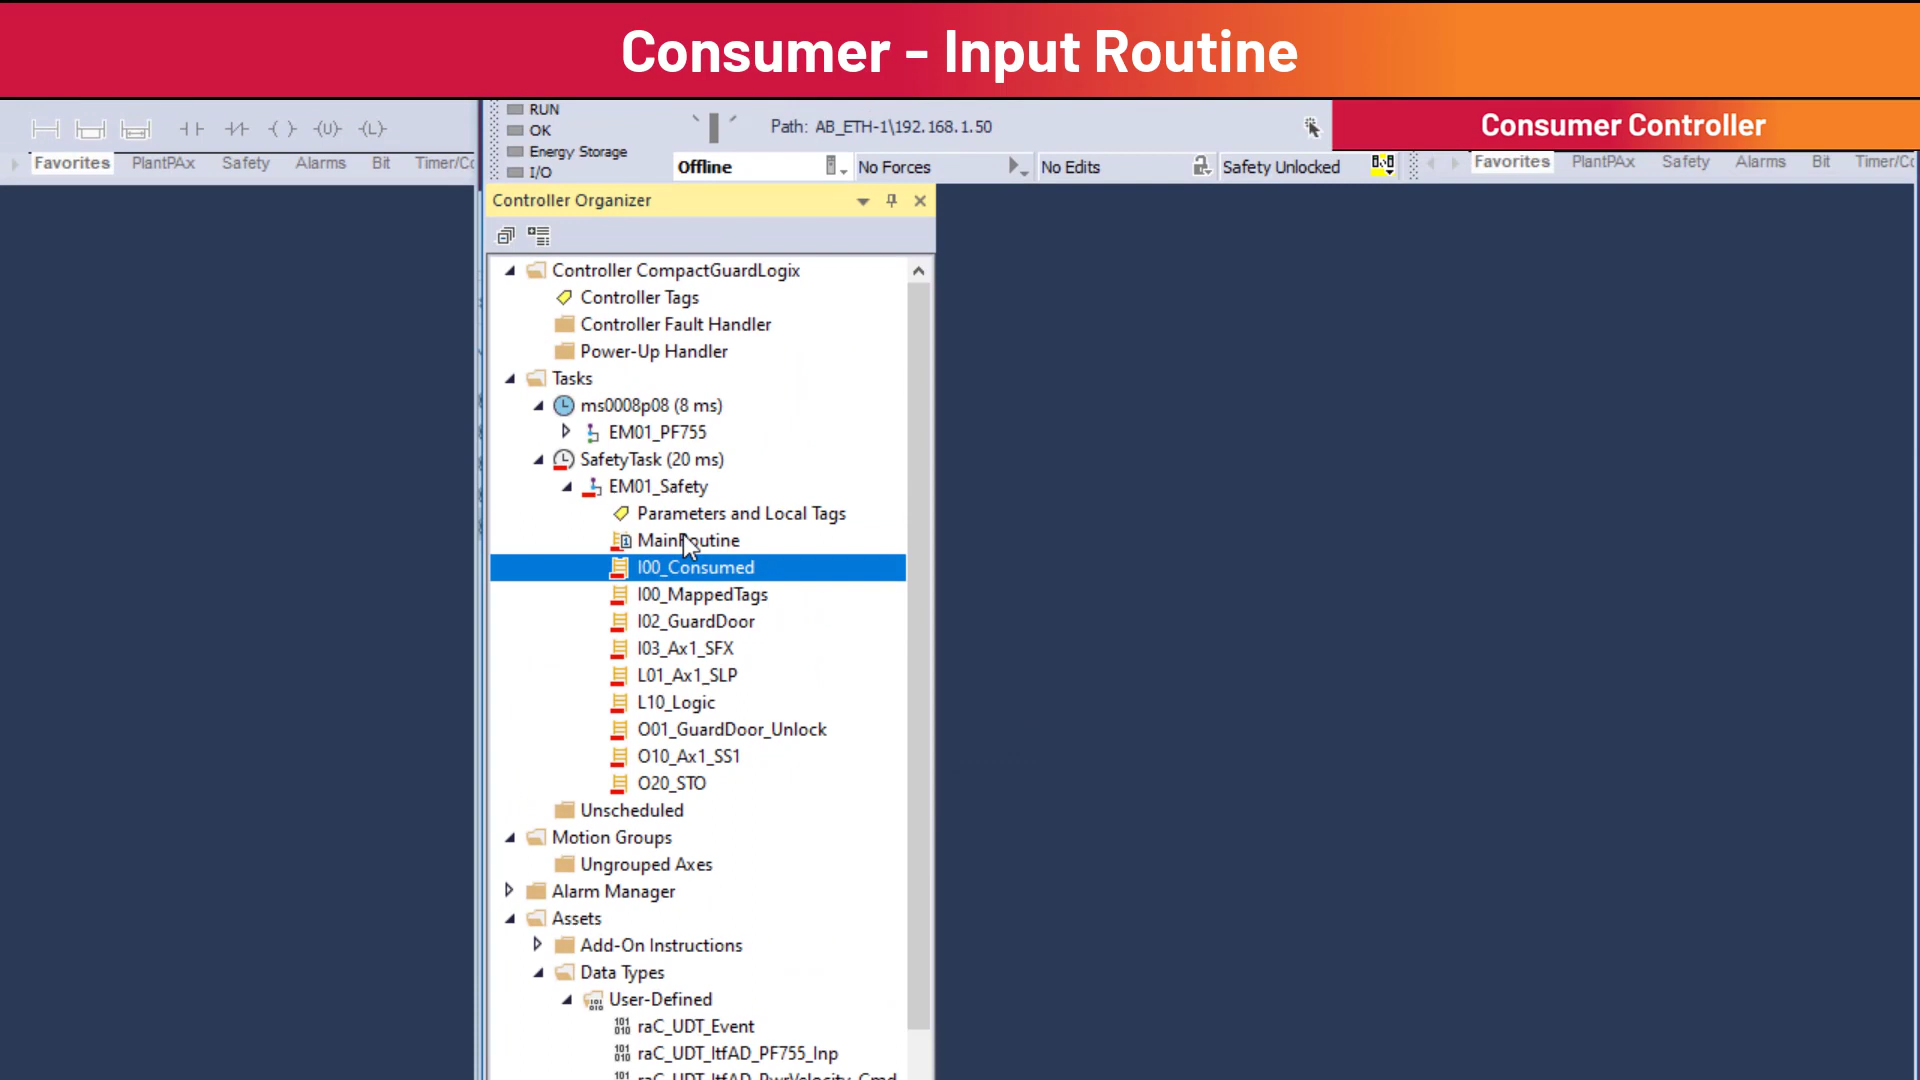 Consumer - Input Routine
RUN
OK
Energy Storage
I/O
Path: AB_ETH-1\192.168.1.50
Consumer Controller
Favorites PlantPAx Safety Alarms Bit
Offline
No Forces
No Edits
Safety Unlocked
Favorites PlantPAx Safety Alarms Bit
Controller Organizer
Controller CompactGuardLogix
Controller Tags
Controller Fault Handler
Power-Up Handler
Tasks
ms0008p08 (8 ms)
EM01_PF755
SafetyTask (20 ms)
EM01_Safety
Parameters and Local Tags
MainRoutine
I00_Consumed
I00_MappedTags
I02_GuardDoor
I03_Ax1_SFX
L01_Ax1_SLP
L10_Logic
O01_GuardDoor_Unlock
O10_Ax1_SS1
O20_STO
Unscheduled
Motion Groups
Ungrouped Axes
Alarm Manager
Assets
Add-On Instructions
Data Types
User-Defined
raC_UDT_Event
raC_UDT_ItfAD_PF755_Inp